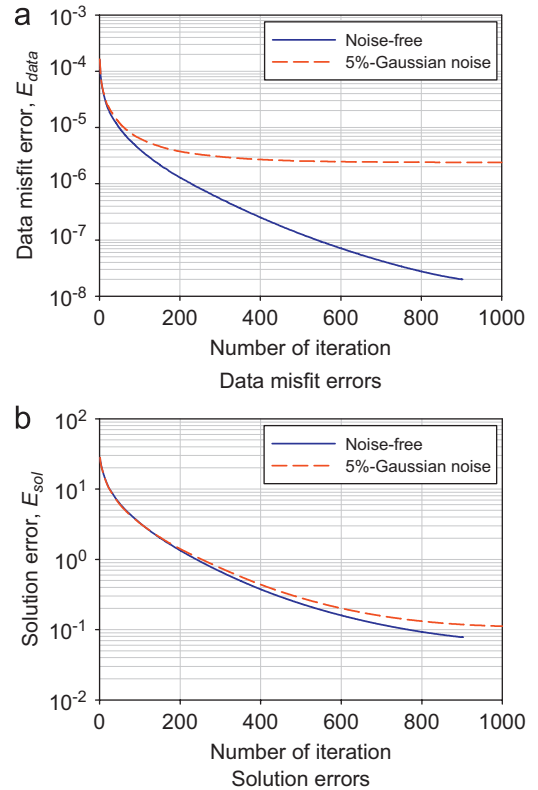 a
10^-3
10^-4
10^-5
10^-6
10^-7
10^-8
Data misfit error, E_data
Noise-free
5%-Gaussian noise
0 200 400 600 800 1000
Number of iteration
Data misfit errors
b
10^2
10^1
10^0
10^-1
10^-2
Solution error, E_sol
Noise-free
5%-Gaussian noise
0 200 400 600 800 1000
Number of iteration
Solution errors